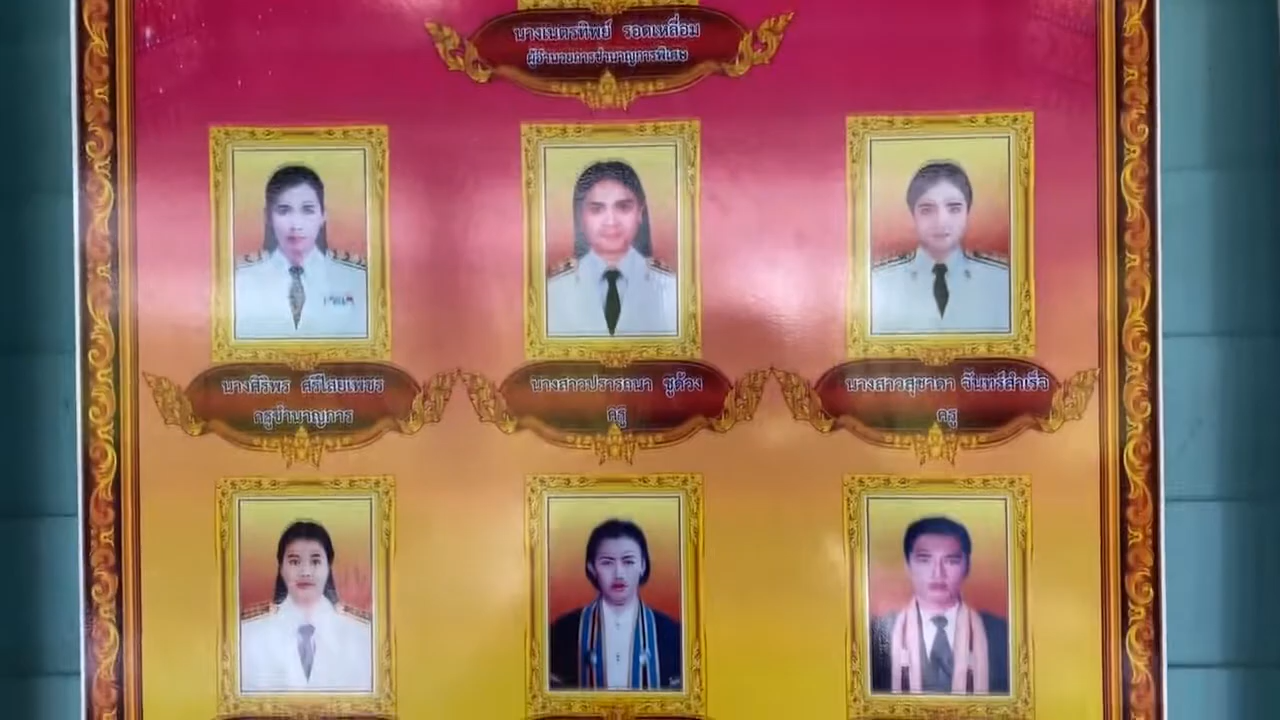 นางเนตรทิพย์ รอดเหลื่อม
ผู้อำนวยการชำนาญการพิเศษ
นางศิริพร ศรีไสยเพชร
ครูชำนาญการ
นางสาวปรารถนา ชูด้วง
ครู
นางสาวสุชาดา จันทร์สำเร็จ
ครู